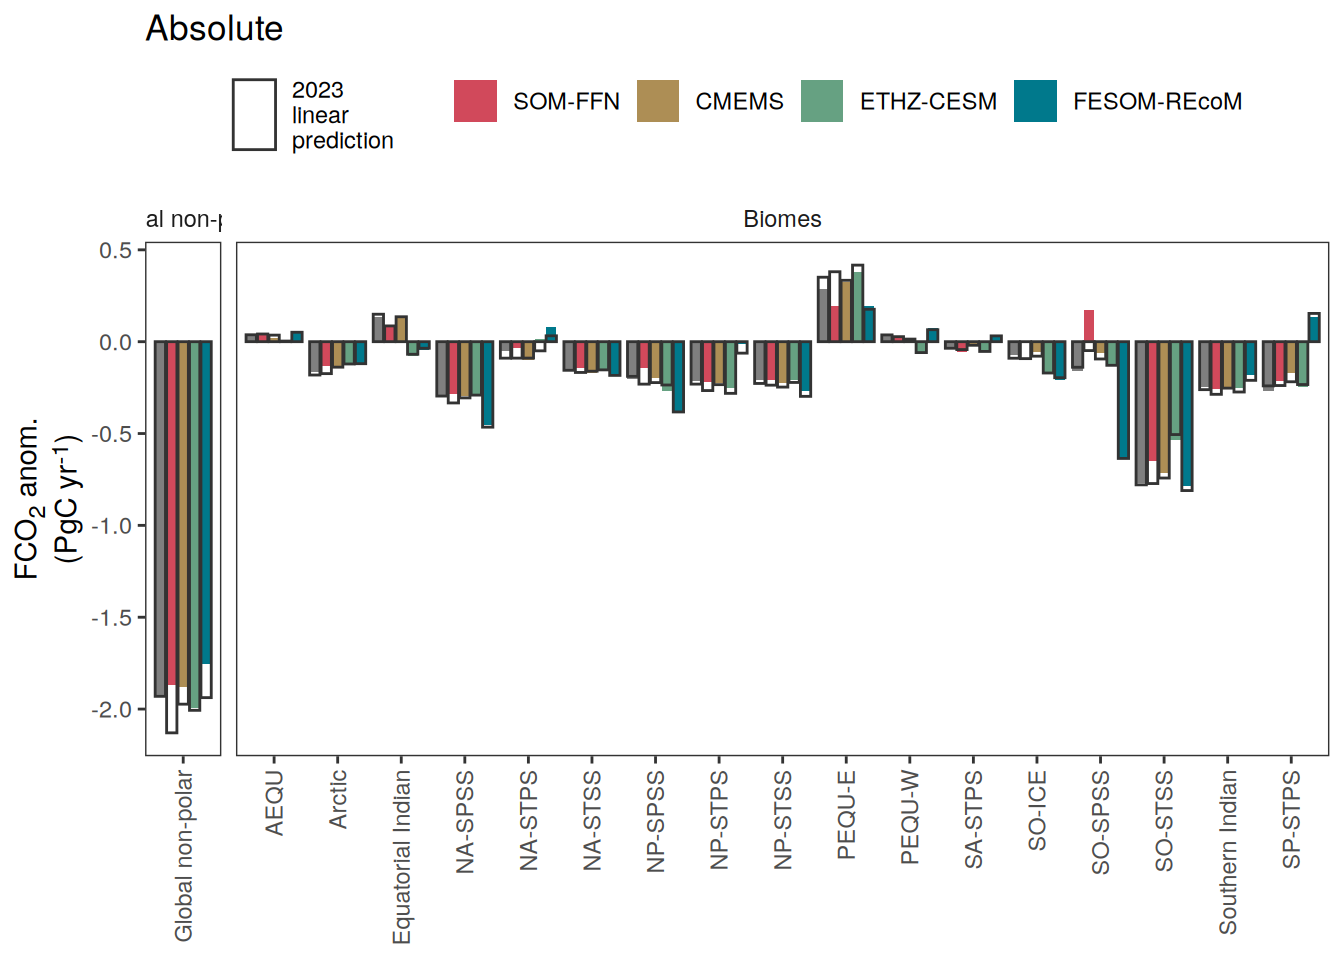 Absolute
2023
linear
prediction
SOM-FFN
CMEMS
ETHZ-CESM
FESOM-REcoM
al non-p
Biomes
FCO₂ anom.
(PgC yr⁻¹)
0.5
0.0
-0.5
-1.0
-1.5
-2.0
Global non-polar
AEQU
Arctic
Equatorial Indian
NA-SPSS
NA-STPS
NA-STSS
NP-SPSS
NP-STPS
NP-STSS
PEQU-E
PEQU-W
SA-STPS
SO-ICE
SO-SPSS
SO-STSS
Southern Indian
SP-STPS